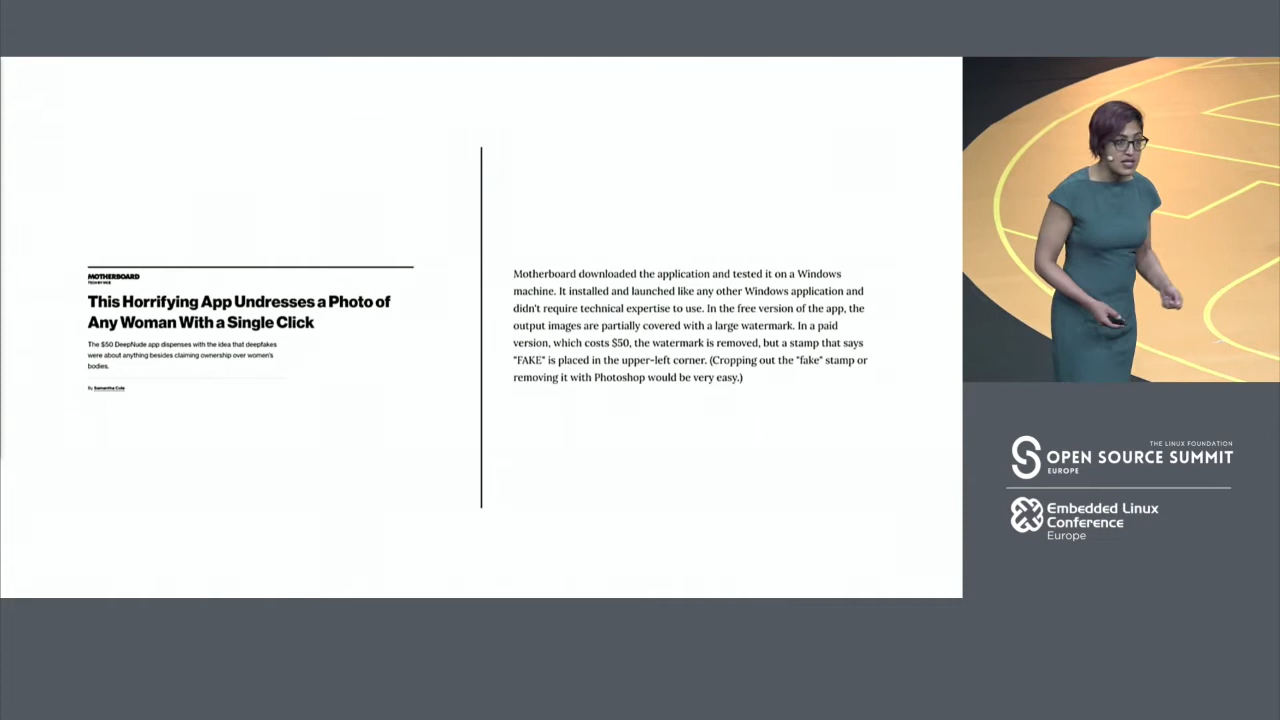 MOTHERBOARD
TECH BY VICE
This Horrifying App Undresses a Photo of
Any Woman With a Single Click
The $50 DeepNude app dispenses with the idea that deepfakes
were about anything besides claiming ownership over women's
bodies.
By Samantha Cole
Motherboard downloaded the application and tested it on a Windows
machine. It installed and launched like any other Windows application and
didn't require technical expertise to use. In the free version of the app, the
output images are partially covered with a large watermark. In a paid
version, which costs $50, the watermark is removed, but a stamp that says
"FAKE" is placed in the upper-left corner. (Cropping out the "fake" stamp or
removing it with Photoshop would be very easy.)
THE LINUX FOUNDATION
OPEN SOURCE SUMMIT
EUROPE
Embedded Linux
Conference
Europe